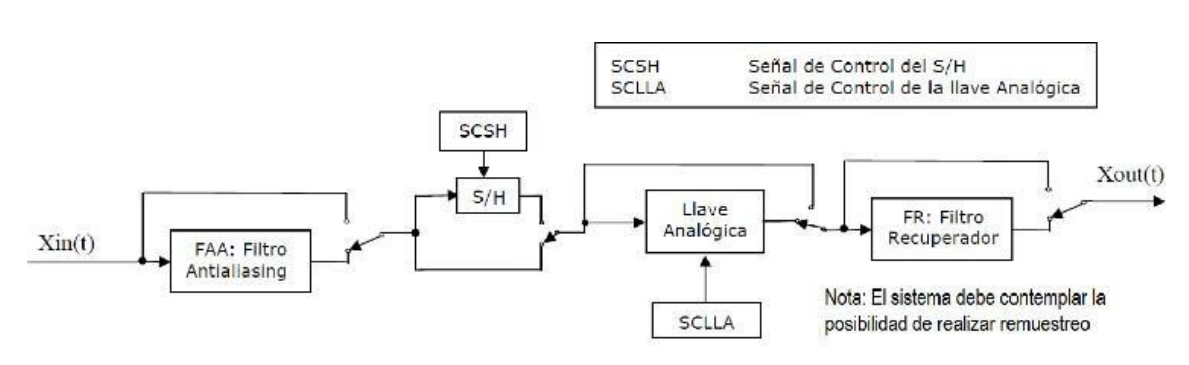 SCSH Señal de Control del S/H
SCLLA Señal de Control de la llave Analógica
SCSH
S/H
Xin(t)
FAA: Filtro
Antialiasing
Llave
Analógica
SCLLA
FR: Filtro
Recuperador
Xout(t)
Nota: El sistema debe contemplar la
posibilidad de realizar remuestreo